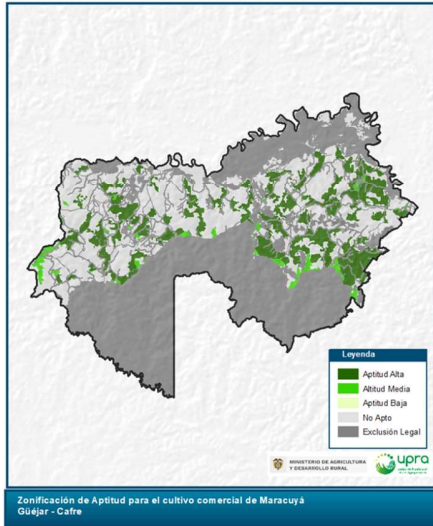 Leyenda
Aptitud Alta
Altitud Media
Aptitud Baja
No Apto
Exclusión Legal
MINISTERIO DE AGRICULTURA
Y DESARROLLO RURAL
upra
Zonificación de Aptitud para el cultivo comercial de Maracuyá
Güéjar - Cafre